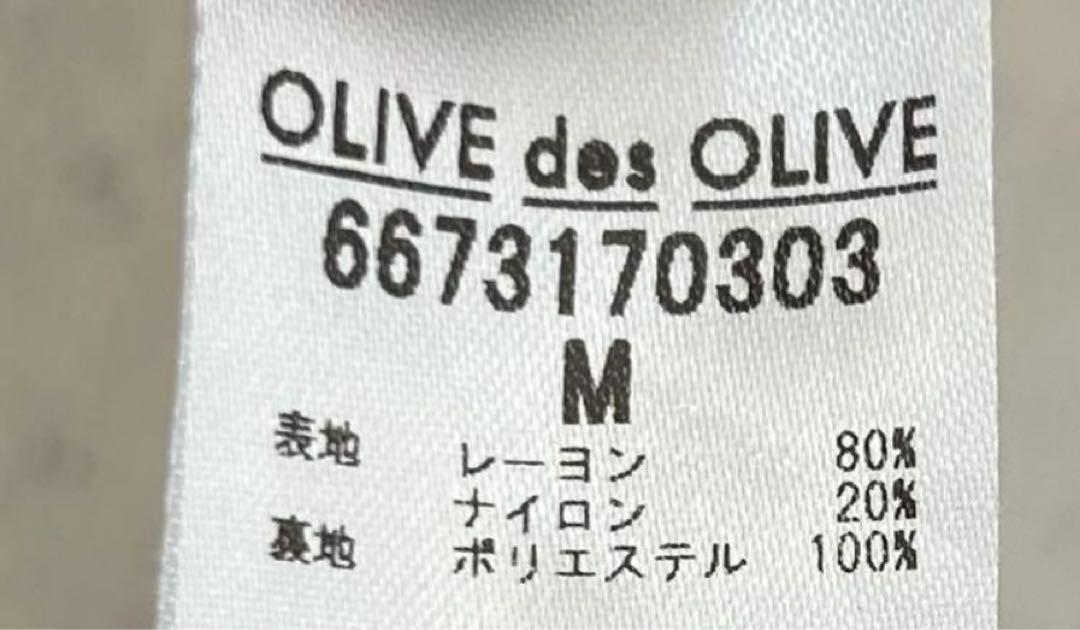 OLIVE des OLIVE
6673170303
M
表地 レーヨン 80%
ナイロン 20%
裏地 ポリエステル 100%